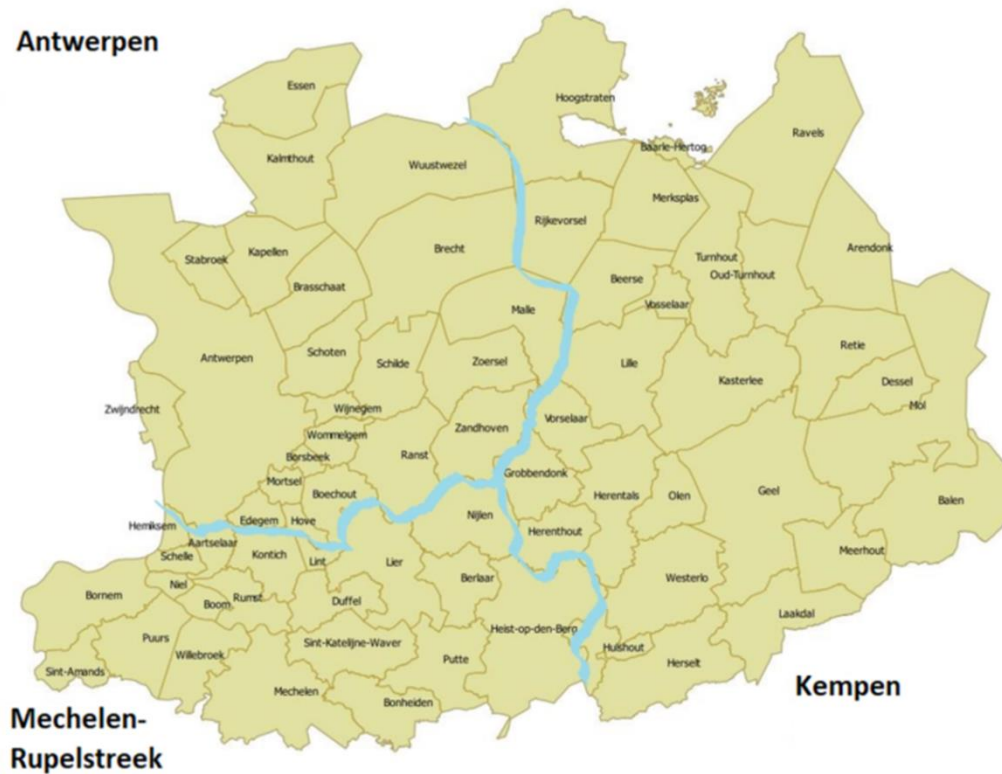 Antwerpen
Essen
Hoogstraten
Ravels
Baarle-Hertog
Kalmthout
Wuustwezel
Merksplas
Rijkevorsel
Arendonk
Kapellen
Brecht
Stabroek
Turnhout
Oud-Turnhout
Beerse
Brasschaat
Vosselaar
Malle
Retie
Schoten
Antwerpen
Schilde
Zoersel
Lille
Kasterlee
Dessel
Mol
Zwijndrecht
Wijnegem
Vorselaar
Zandhoven
Wommelgem
Borsbeek
Ranst
Grobbendonk
Mortsel
Boechout
Herentals
Olen
Geel
Balen
Nijlen
Hemiksem
Edegem
Hove
Herenthout
Aartselaar
Schelle
Kontich
Lint
Lier
Meerhout
Berlaar
Westerlo
Niel
Bornem
Boom
Rumst
Duffel
Laakdal
Heist-op-den-Berg
Puurs
Sint-Katelijne-Waver
Hulshout
Willebroek
Putte
Herselt
Sint-Amands
Mechelen
Bonheiden
Kempen
Mechelen-
Rupelstreek